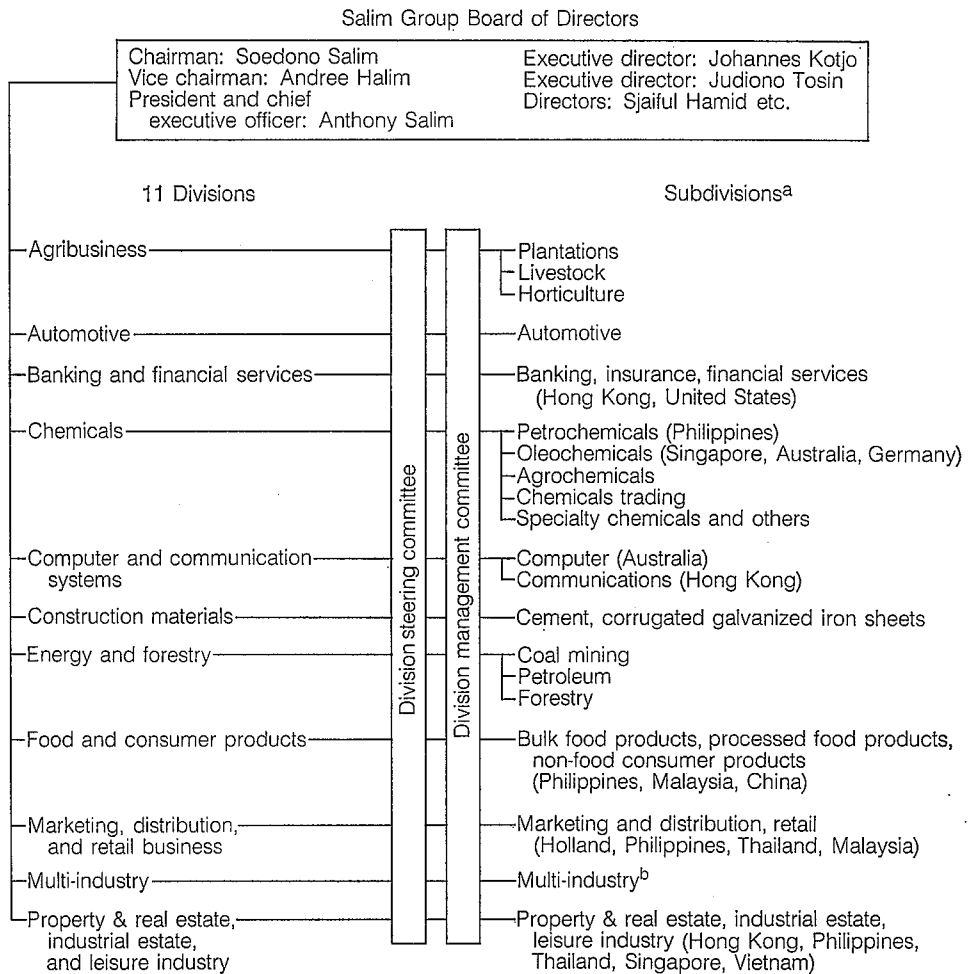 Salim Group Board of Directors
Chairman: Soedono Salim
Vice chairman: Andree Halim
President and chief
executive officer: Anthony Salim
Executive director: Johannes Kotjo
Executive director: Judiono Tosin
Directors: Sjaiful Hamid etc.
11 Divisions
Subdivisionsa
Division steering committee
Division management committee
Agribusiness
Plantations
Livestock
Horticulture
Automotive
Automotive
Banking and financial services
Banking, insurance, financial services
(Hong Kong, United States)
Chemicals
Petrochemicals (Philippines)
Oleochemicals (Singapore, Australia, Germany)
Agrochemicals
Chemicals trading
Specialty chemicals and others
Computer and communication
systems
Computer (Australia)
Communications (Hong Kong)
Construction materials
Cement, corrugated galvanized iron sheets
Energy and forestry
Coal mining
Petroleum
Forestry
Food and consumer products
Bulk food products, processed food products,
non-food consumer products
(Philippines, Malaysia, China)
Marketing, distribution,
and retail business
Marketing and distribution, retail
(Holland, Philippines, Thailand, Malaysia)
Multi-industry
Multi-industryb
Property & real estate,
industrial estate,
and leisure industry
Property & real estate, industrial estate,
leisure industry (Hong Kong, Philippines,
Thailand, Singapore, Vietnam)